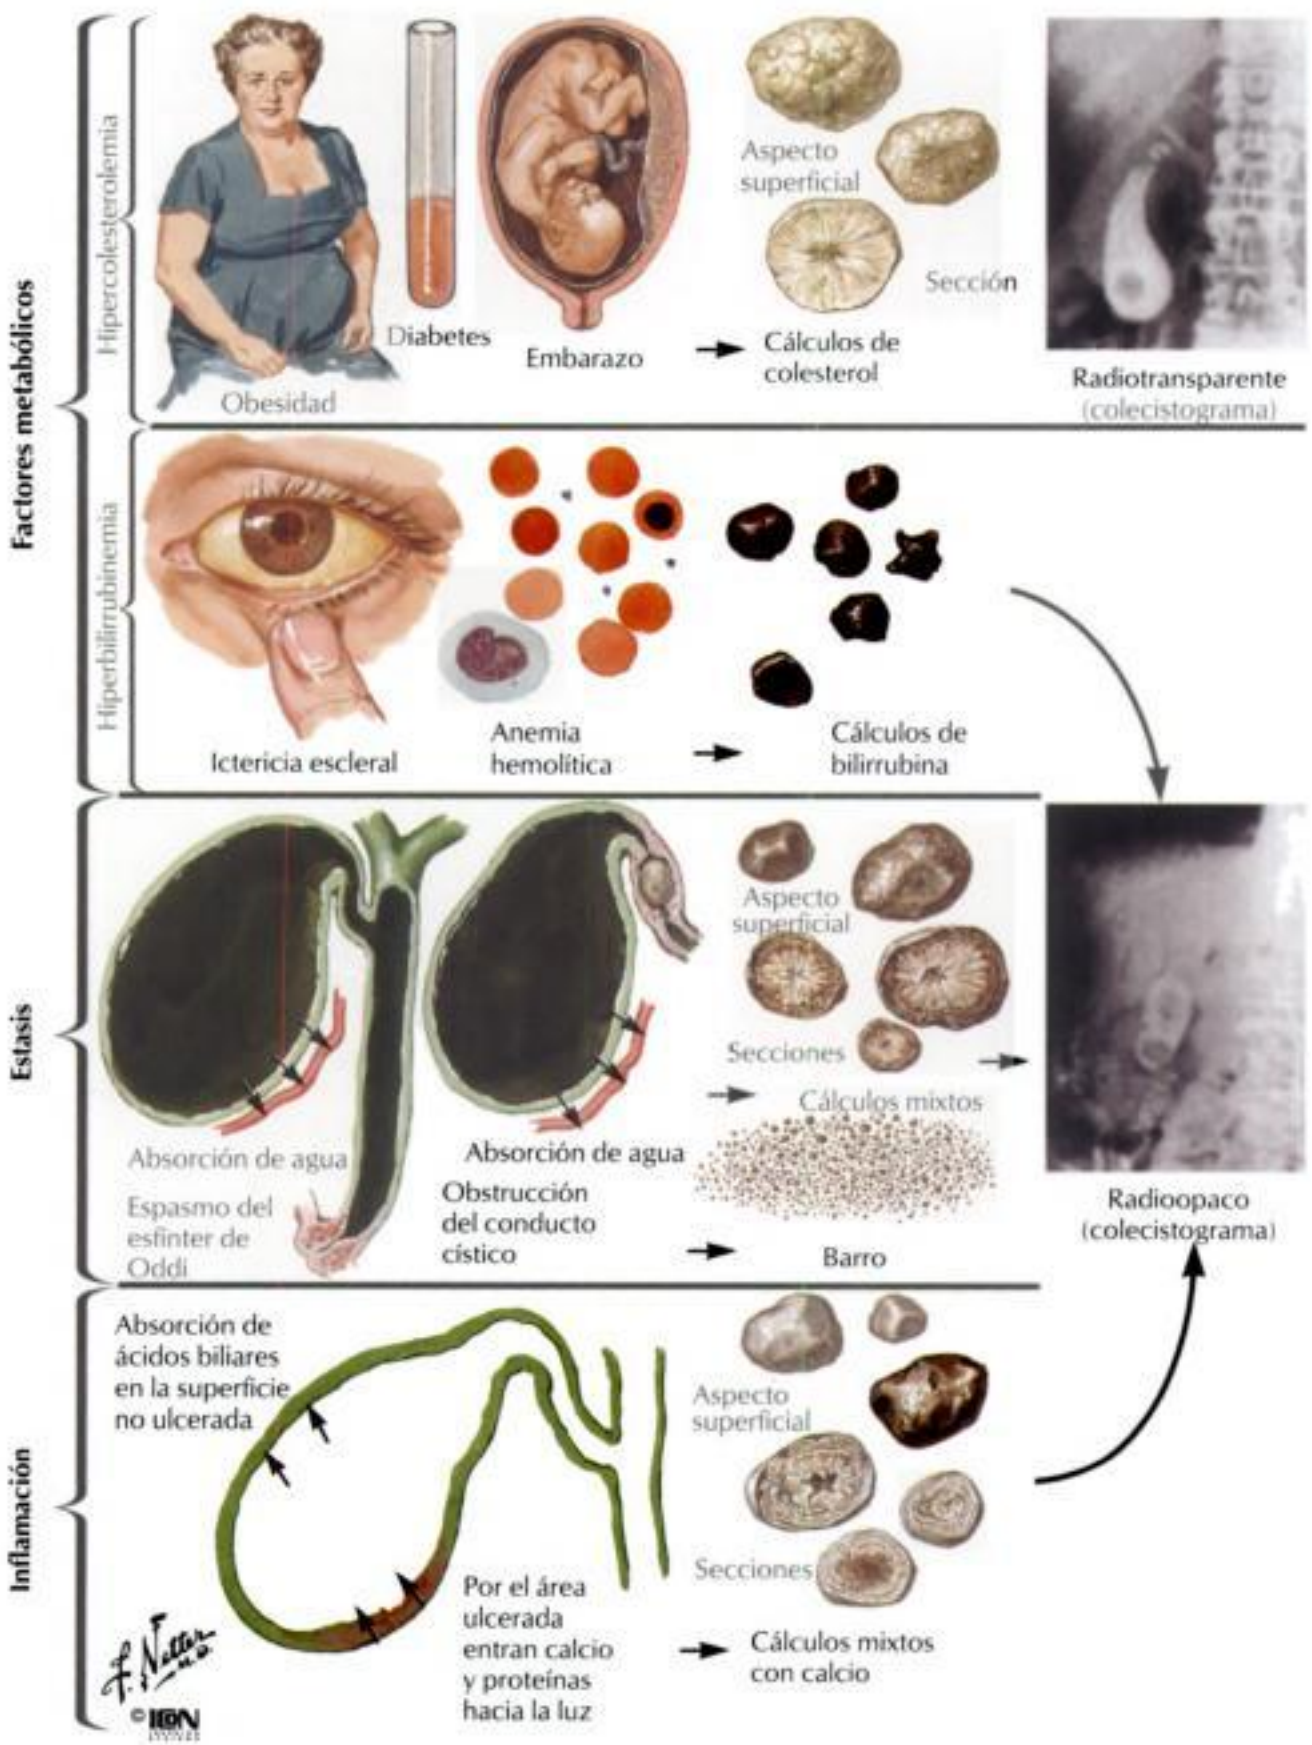 Factores metabólicos
Hipercolesterolemia
Obesidad
Diabetes
Embarazo
Aspecto
superficial
Sección
Cálculos de
colesterol
Radiotransparente
(colecistograma)
Hiperbilirrubinemia
Ictericia escleral
Anemia
hemolítica
Cálculos de
bilirrubina
Estasis
Absorción de agua
Espasmo del
esfinter de
Oddi
Absorción de agua
Obstrucción
del conducto
cístico
Aspecto
superficial
Secciones
Cálculos mixtos
Barro
Radioopaco
(colecistograma)
Inflamación
Absorción de
ácidos biliares
en la superficie
no ulcerada
Por el área
ulcerada
entran calcio
y proteínas
hacia la luz
Aspecto
superficial
Secciones
Cálculos mixtos
con calcio
F. Netter
M.D.
© ICON